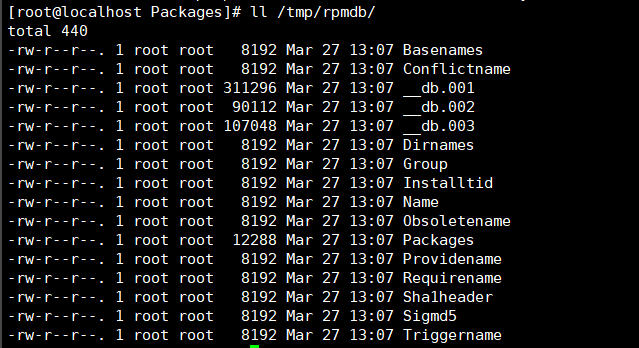 [root@localhost Packages]# ll /tmp/rpmdb/
total 440
-rw-r--r--. 1 root root   8192 Mar 27 13:07 Basenames
-rw-r--r--. 1 root root   8192 Mar 27 13:07 Conflictname
-rw-r--r--. 1 root root 311296 Mar 27 13:07 __db.001
-rw-r--r--. 1 root root  90112 Mar 27 13:07 __db.002
-rw-r--r--. 1 root root 107048 Mar 27 13:07 __db.003
-rw-r--r--. 1 root root   8192 Mar 27 13:07 Dirnames
-rw-r--r--. 1 root root   8192 Mar 27 13:07 Group
-rw-r--r--. 1 root root   8192 Mar 27 13:07 Installtid
-rw-r--r--. 1 root root   8192 Mar 27 13:07 Name
-rw-r--r--. 1 root root   8192 Mar 27 13:07 Obsoletename
-rw-r--r--. 1 root root  12288 Mar 27 13:07 Packages
-rw-r--r--. 1 root root   8192 Mar 27 13:07 Providename
-rw-r--r--. 1 root root   8192 Mar 27 13:07 Requirename
-rw-r--r--. 1 root root   8192 Mar 27 13:07 Sha1header
-rw-r--r--. 1 root root   8192 Mar 27 13:07 Sigmd5
-rw-r--r--. 1 root root   8192 Mar 27 13:07 Triggername